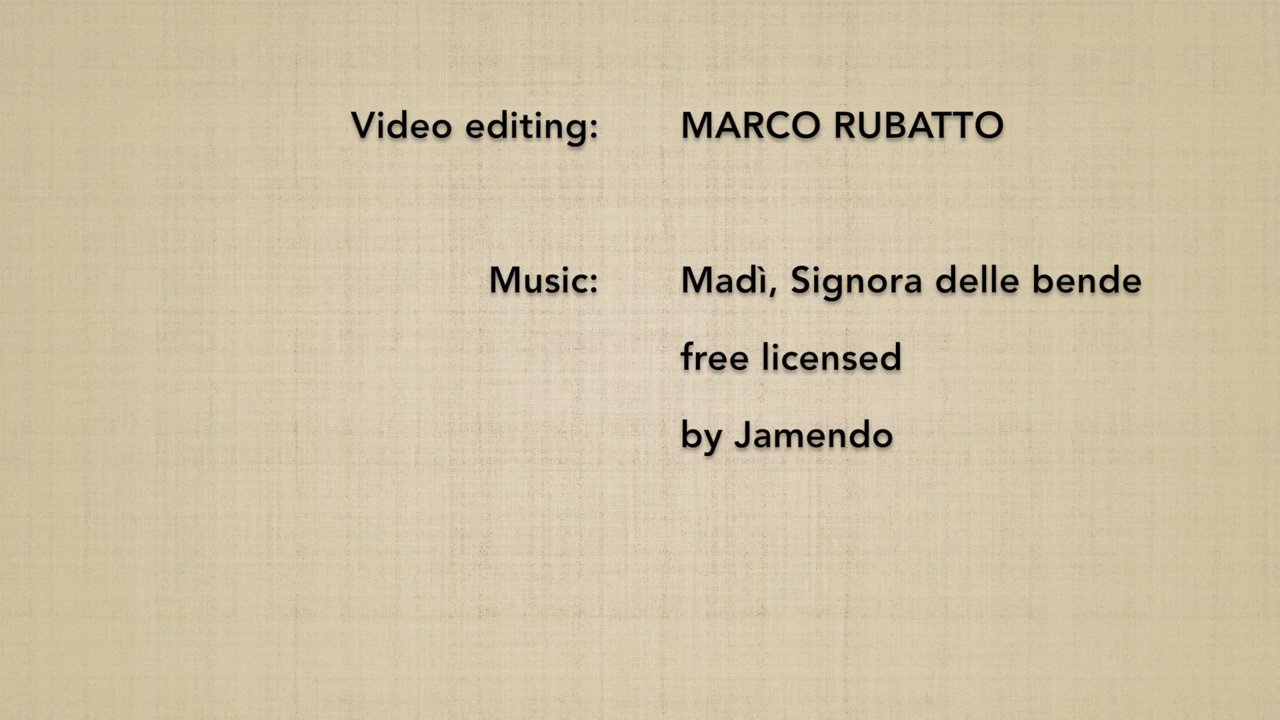 Video editing: MARCO RUBATTO
Music: Madì, Signora delle bende
free licensed
by Jamendo